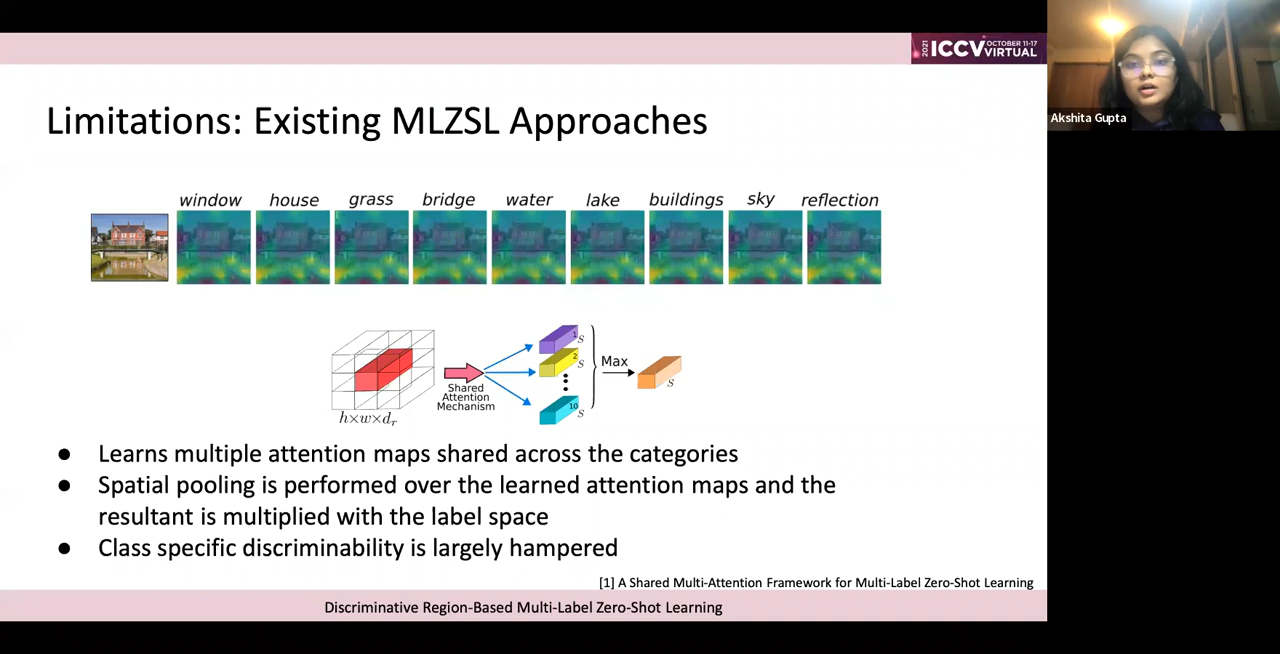 2021 ICCV OCTOBER 11-17 VIRTUAL
Akshita Gupta
Limitations: Existing MLZSL Approaches
window house grass bridge water lake buildings sky reflection
1 S
2 S
10 S
Max
S
Shared
Attention
Mechanism
h×w×dr
● Learns multiple attention maps shared across the categories
● Spatial pooling is performed over the learned attention maps and the
resultant is multiplied with the label space
● Class specific discriminability is largely hampered
[1] A Shared Multi-Attention Framework for Multi-Label Zero-Shot Learning
Discriminative Region-Based Multi-Label Zero-Shot Learning